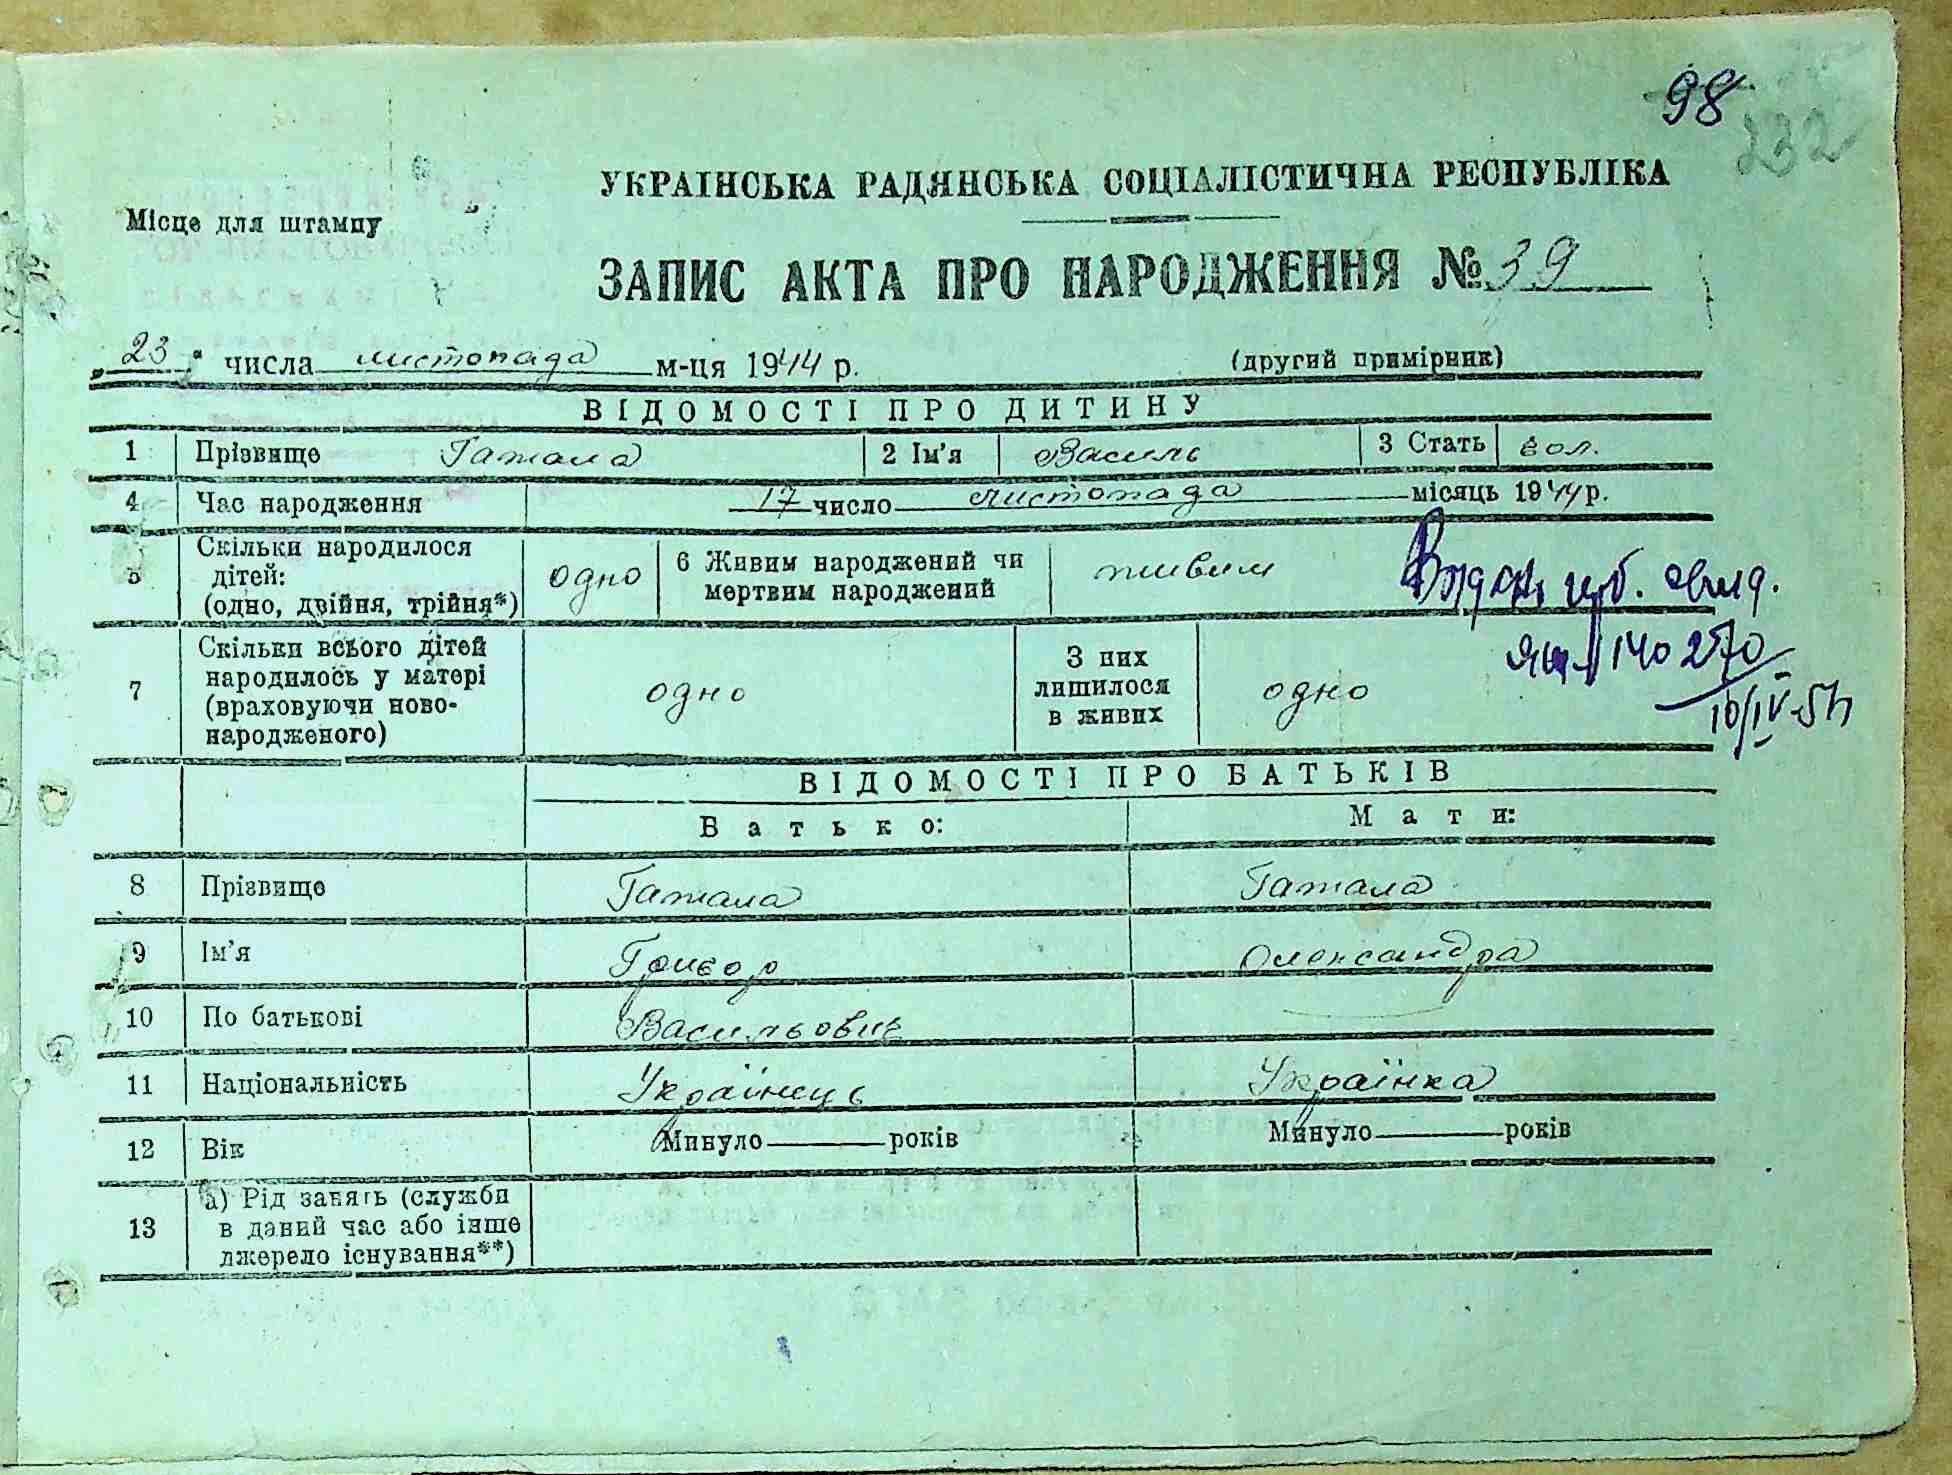 98
232
УКРАЇНСЬКА РАДЯНСЬКА СОЦІАЛІСТИЧНА РЕСПУБЛІКА
Місце для штампу
ЗАПИС АКТА ПРО НАРОДЖЕННЯ № 39
„23" числа листопада м-ця 1944 р.
(другий примірник)
ВІДОМОСТІ ПРО ДИТИНУ
1 Прізвище Гатала 2 Ім'я Василь 3 Стать вол.
4 Час народження 17 число листопада місяць 1944 р.
5 Скільки народилося дітей: (одно, двійня, трійня*) одно 6 Живим народжений чи мертвим народжений живим
Видан. свид.
140270
10/IV-54
7 Скільки всього дітей народилось у матері (враховуючи ново-народженого) одно З них лишилося в живих одно
ВІДОМОСТІ ПРО БАТЬКІВ
Батько: Мати:
8 Прізвище Гатала Гатала
9 Ім'я Григор Олександра
10 По батькові Васильович
11 Національність Українець Українка
12 Вік Минуло років Минуло років
13 а) Рід занять (служби в даний час або інше джерело існування**)